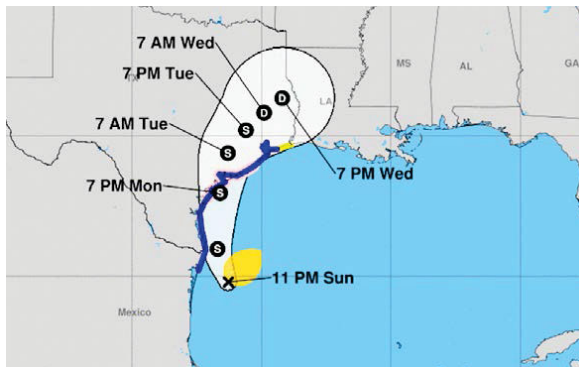 7 AM Wed
MS
AL
GA
7 PM Tue
TX
D
D
LA
S
7 AM Tue
S
7 PM Wed
7 PM Mon
S
S
11 PM Sun
Mexico